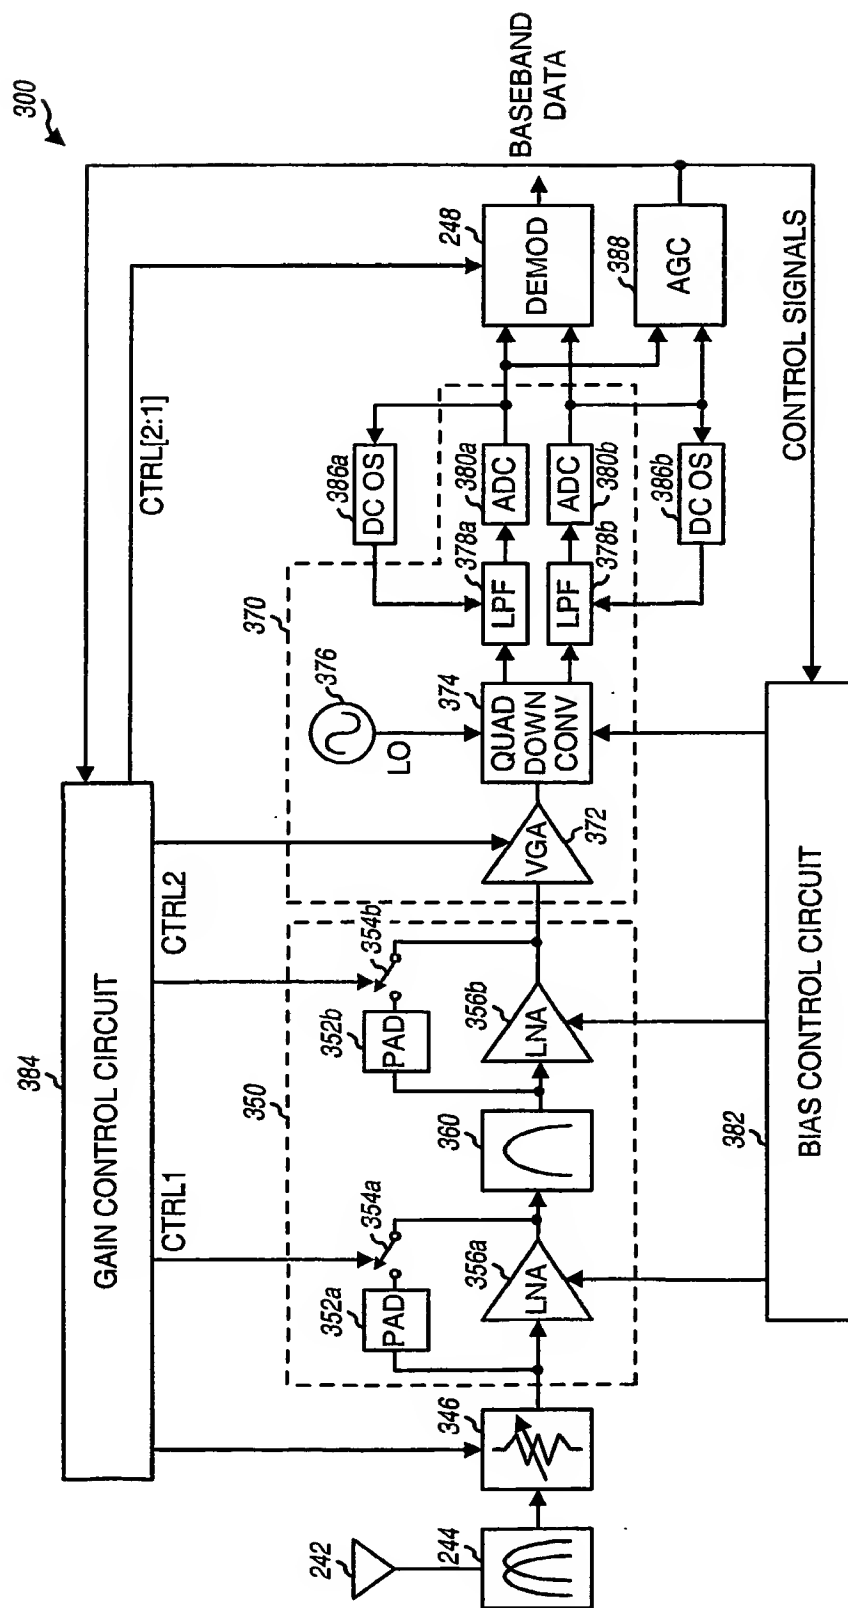 300
384
GAIN CONTROL CIRCUIT
CTRL1
CTRL2
CTRL[2:1]
242
244
346
350
352a
PAD
354a
356a
LNA
360
352b
PAD
354b
356b
LNA
370
372
VGA
376
LO
374
QUAD
DOWN
CONV
378a
LPF
378b
LPF
380a
ADC
380b
ADC
386a
DC OS
386b
DC OS
248
DEMOD
388
AGC
BASEBAND
DATA
CONTROL SIGNALS
382
BIAS CONTROL CIRCUIT